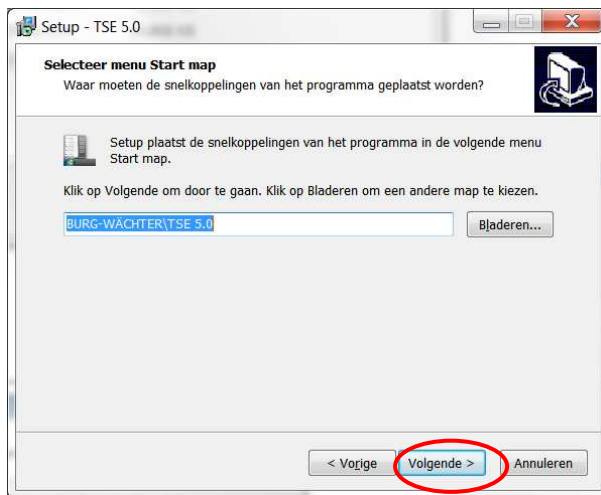 Setup - TSE 5.0
Selecteer menu Start map
Waar moeten de snelkoppelingen van het programma geplaatst worden?
Setup plaatst de snelkoppelingen van het programma in de volgende menu
Start map.
Klik op Volgende om door te gaan. Klik op Bladeren om een andere map te kiezen.
BURG-WÄCHTER\TSE 5.0
Bladeren...
< Vorige
Volgende >
Annuleren